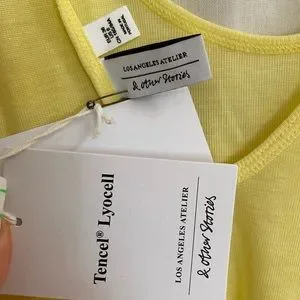 LOS ANGELES ATELIER
& other Stories
Tencel® Lyocell
LOS ANGELES ATELIER
& other Stories